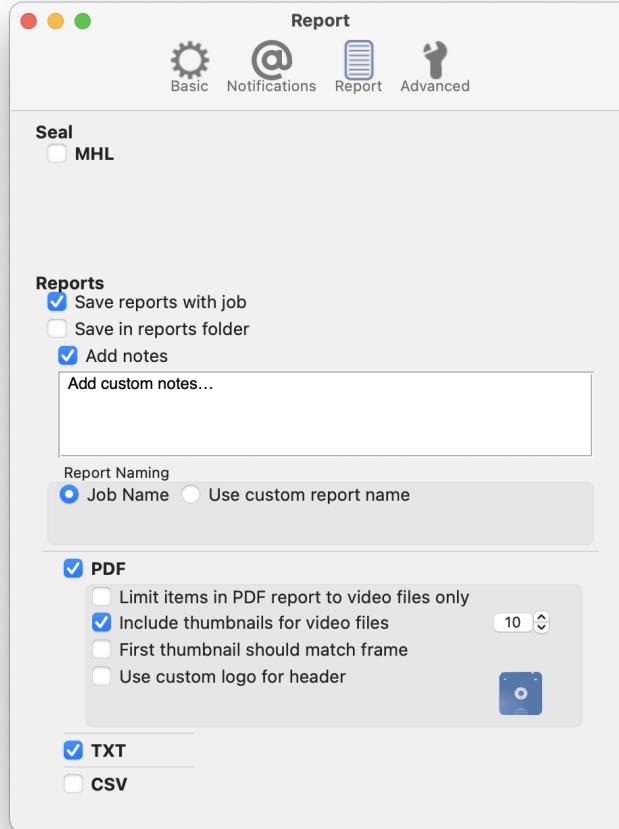 Report
Basic Notifications Report Advanced
Seal
MHL
Reports
Save reports with job
Save in reports folder
Add notes
Add custom notes...
Report Naming
Job Name Use custom report name
PDF
Limit items in PDF report to video files only
Include thumbnails for video files 10
First thumbnail should match frame
Use custom logo for header
TXT
CSV